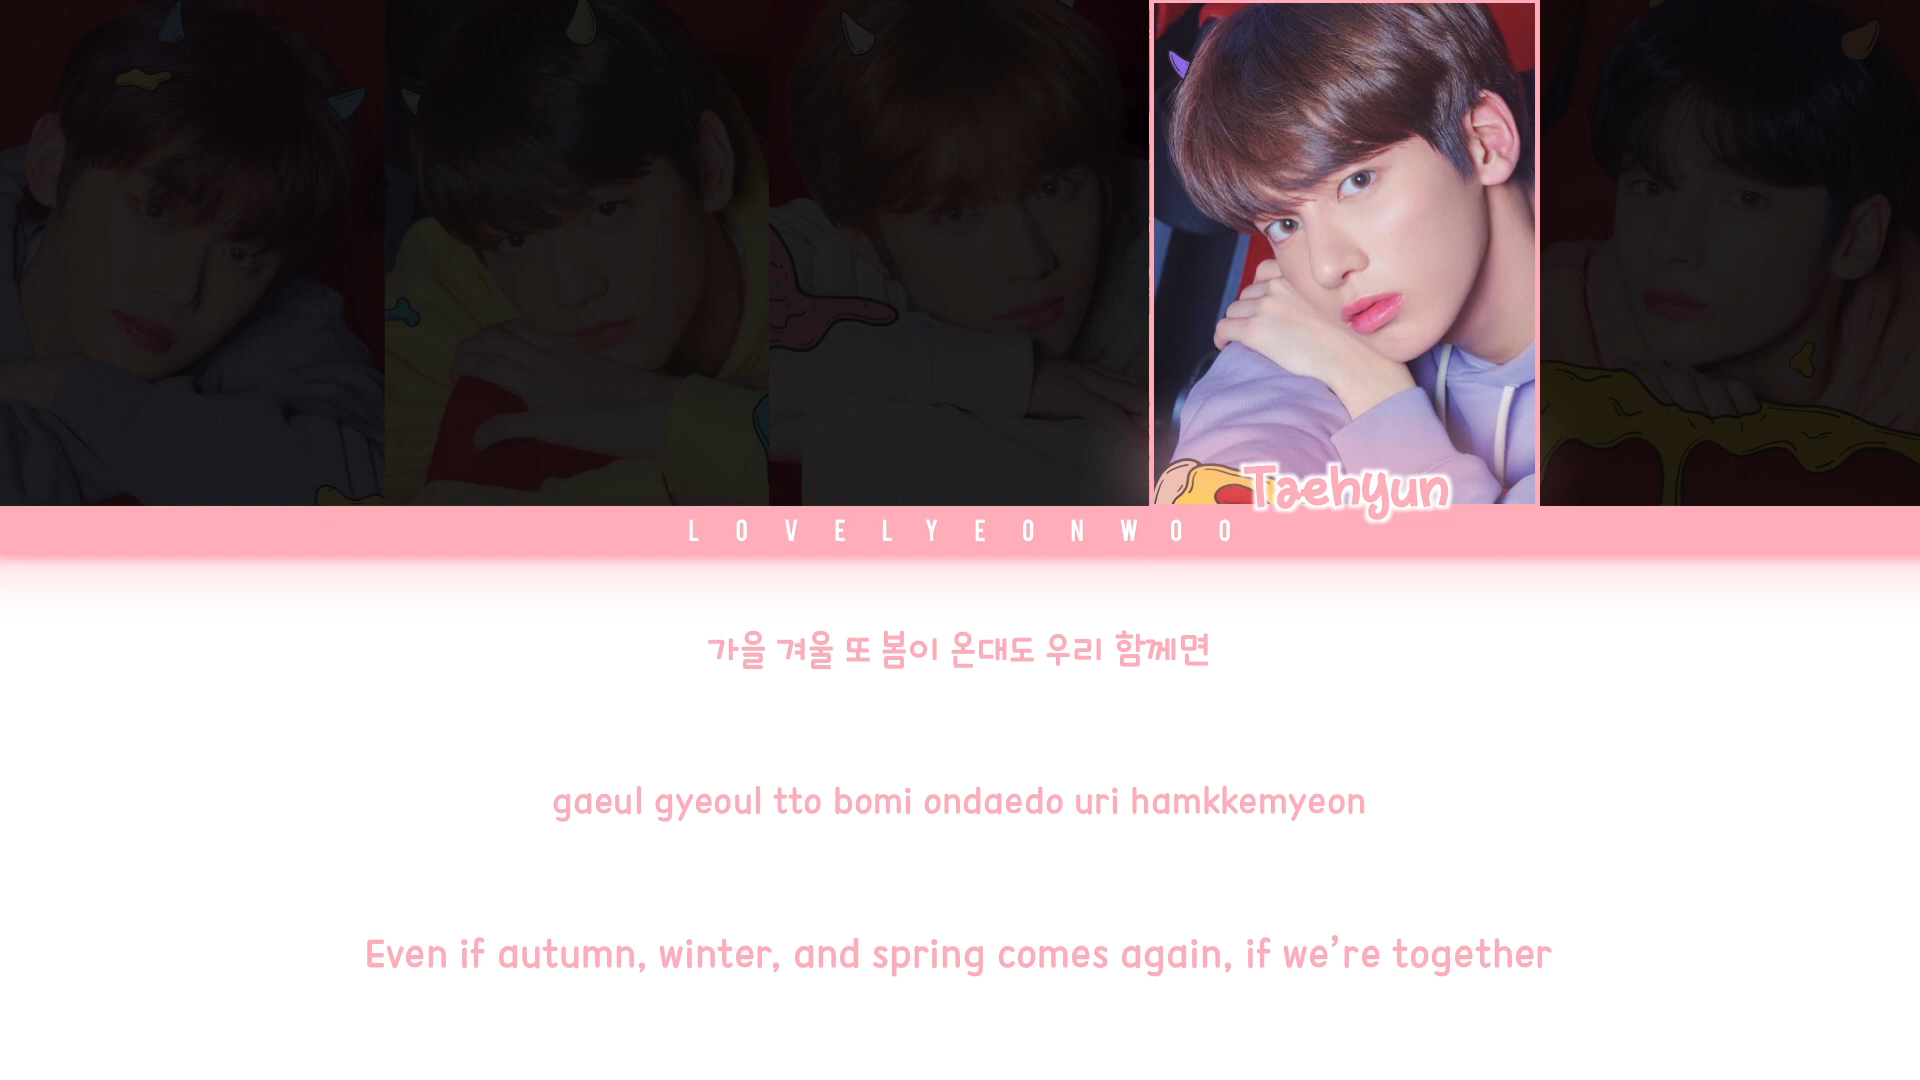 Taehyun
LOVELYEONWOO
가을 겨울 또 봄이 온대도 우리 함께면
gaeul gyeoul tto bomi ondaedo uri hamkkemyeon
Even if autumn, winter, and spring comes again, if we're together